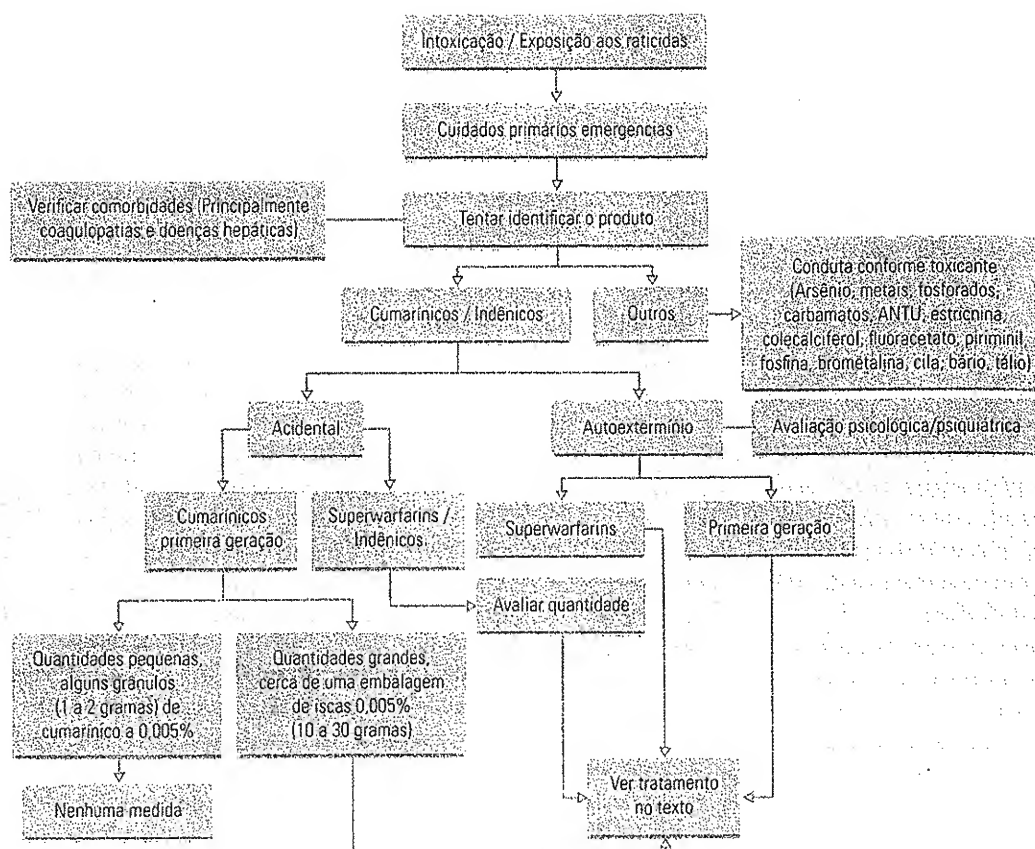 Intoxicação / Exposição aos raticidas
Cuidados primários emergências
Verificar comorbidades (Principalmente
coagulopatias e doenças hepáticas)
Tentar identificar o produto
Cumarínicos / Indênicos
Outros
Conduta conforme toxicante
(Arsênio, metais, fosforados,
carbamatos, ANTU, estricnina,
colecalciferol, fluoracetato, piriminil
fosfina, brometalina, cila, bário, tálio)
Acidental
Autoextermínio
Avaliação psicológica/psiquiátrica
Cumarínicos
primeira geração
Superwarfarins /
Indênicos
Superwarfarins
Primeira geração
Avaliar quantidade
Quantidades pequenas,
alguns grânulos
(1 a 2 gramas) de
cumarínico a 0,005%
Quantidades grandes,
cerca de uma embalagem
de iscas 0,005%
(10 a 30 gramas)
Nenhuma medida
Ver tratamento
no texto